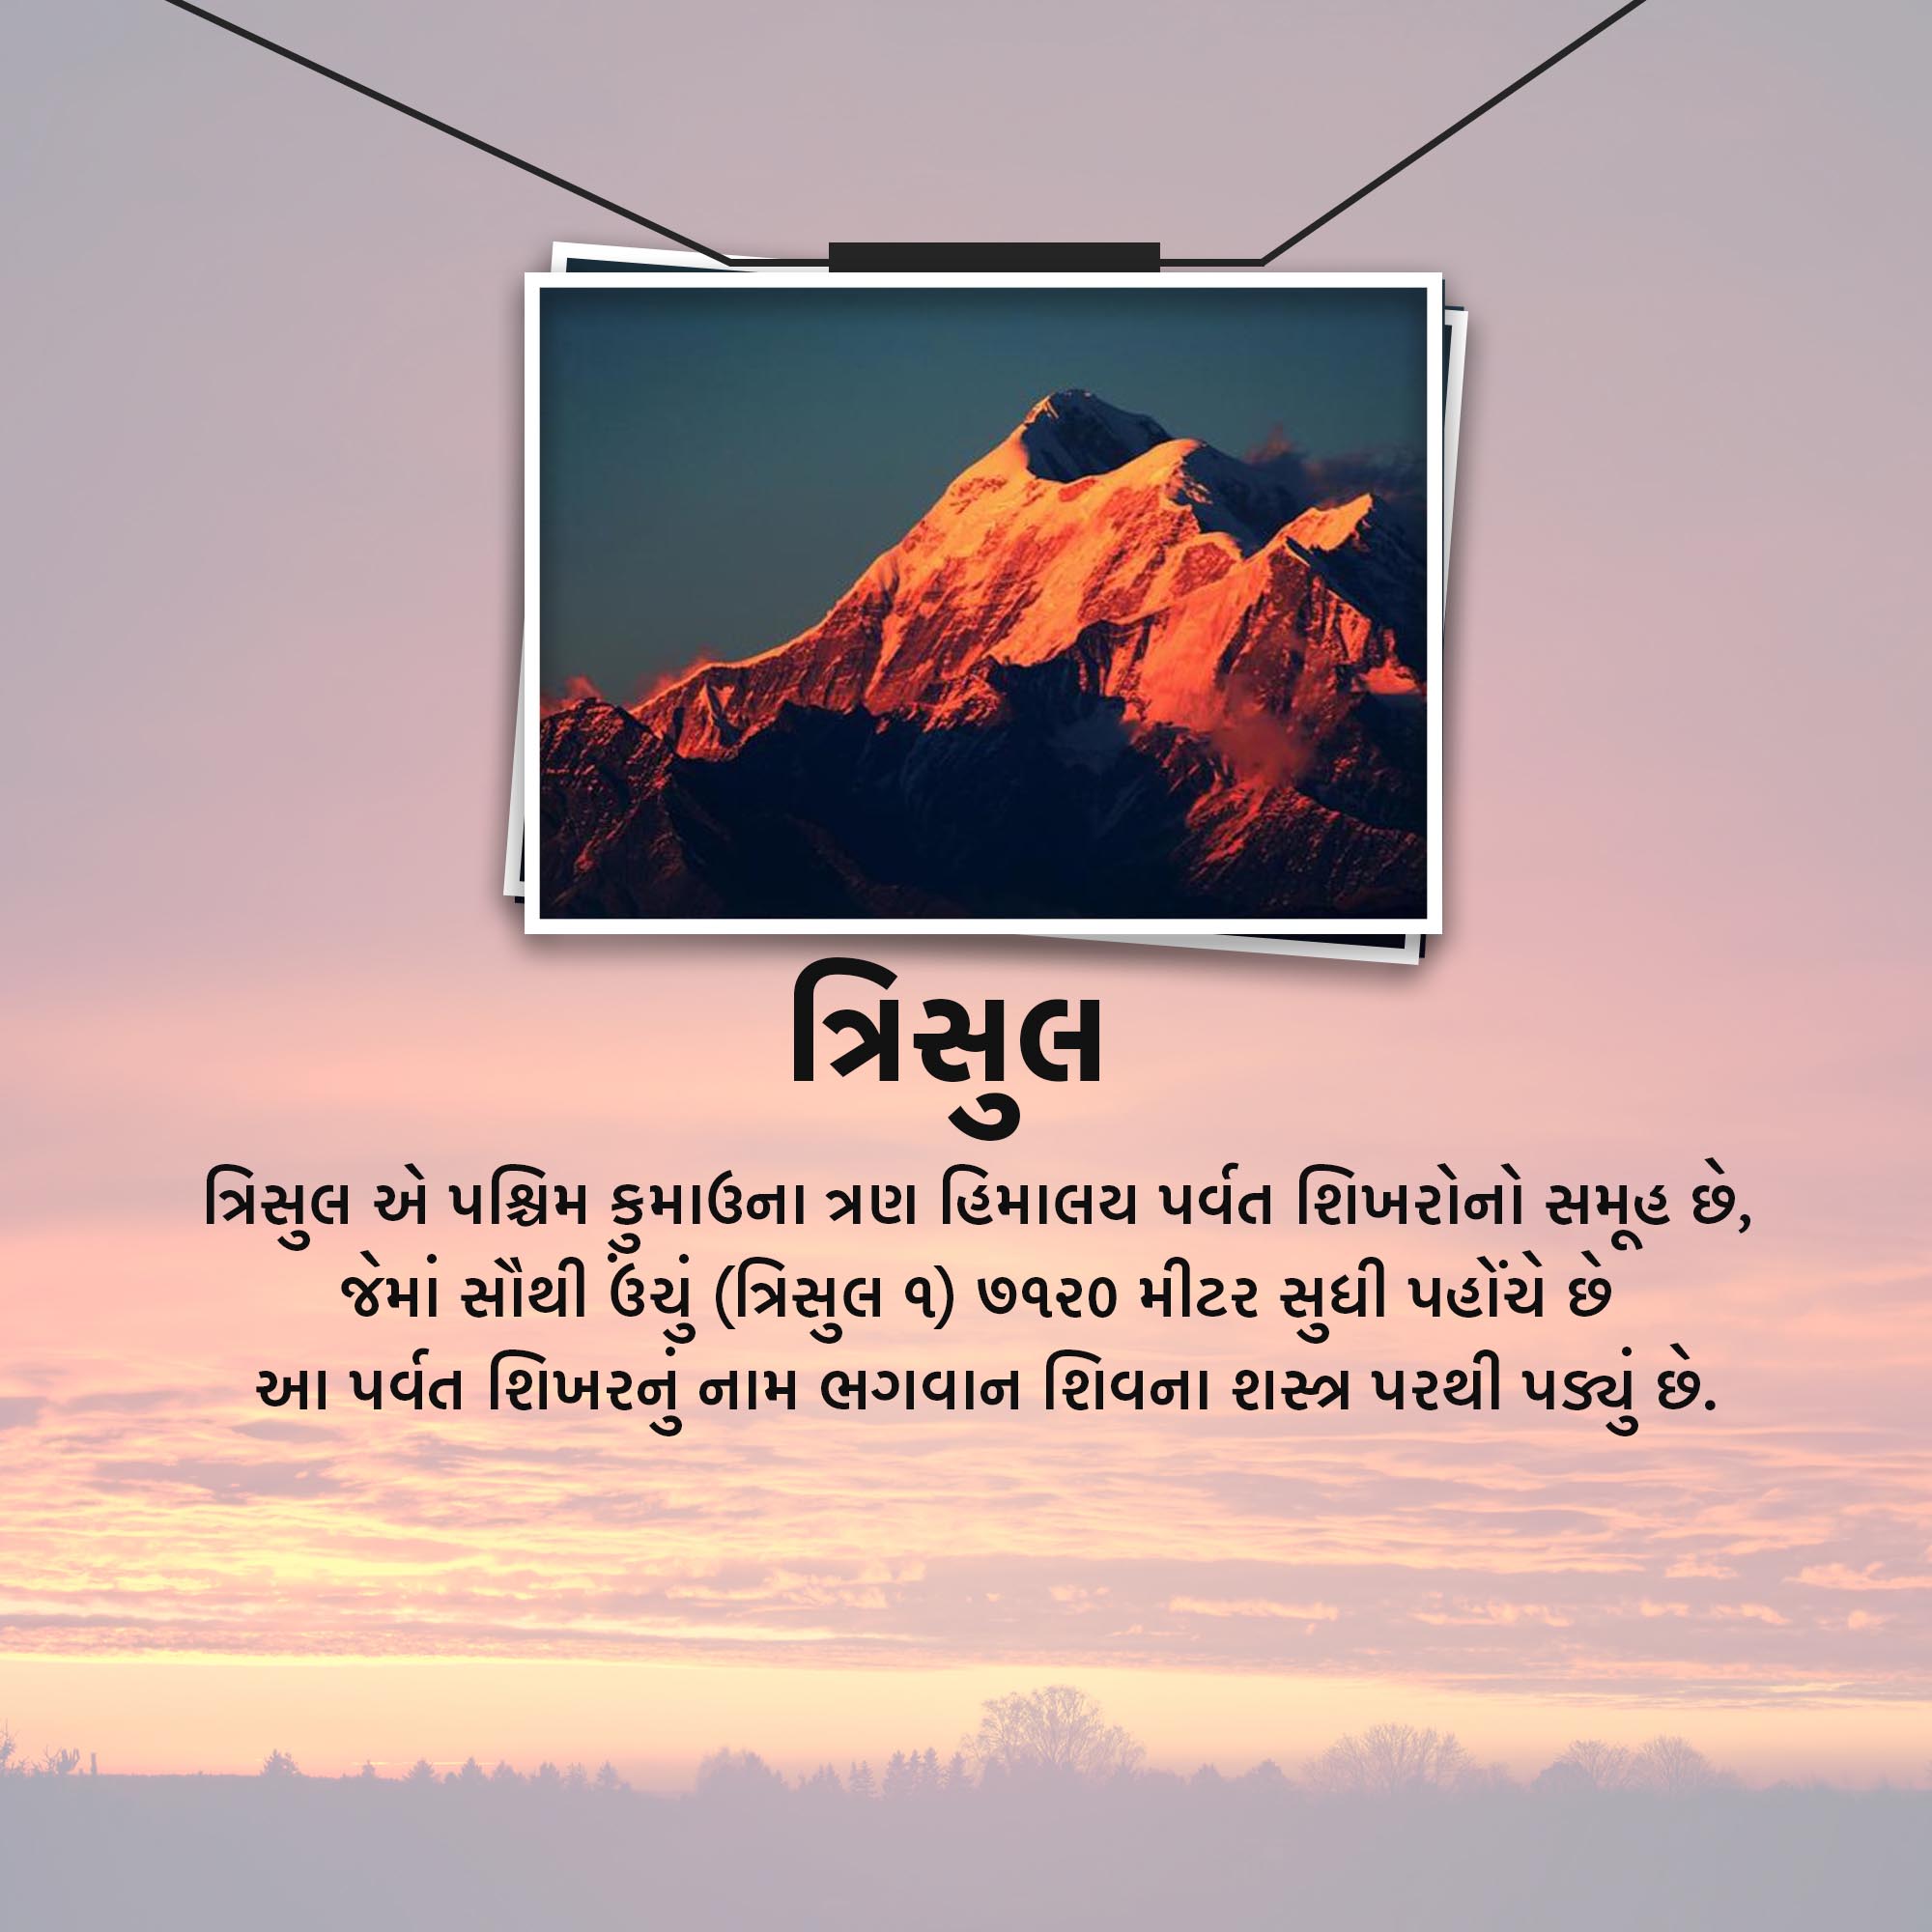 ત્રિસુલ
ત્રિસુલ એ પશ્ચિમ કુમાઉના ત્રણ હિમાલય પર્વત શિખરોનો સમૂહ છે,
જેમાં સૌથી ઉંચું (ત્રિસુલ ૧) ૭૧૨૦ મીટર સુધી પહોંચે છે
આ પર્વત શિખરનું નામ ભગવાન શિવના શસ્ત્ર પરથી પડ્યું છે.